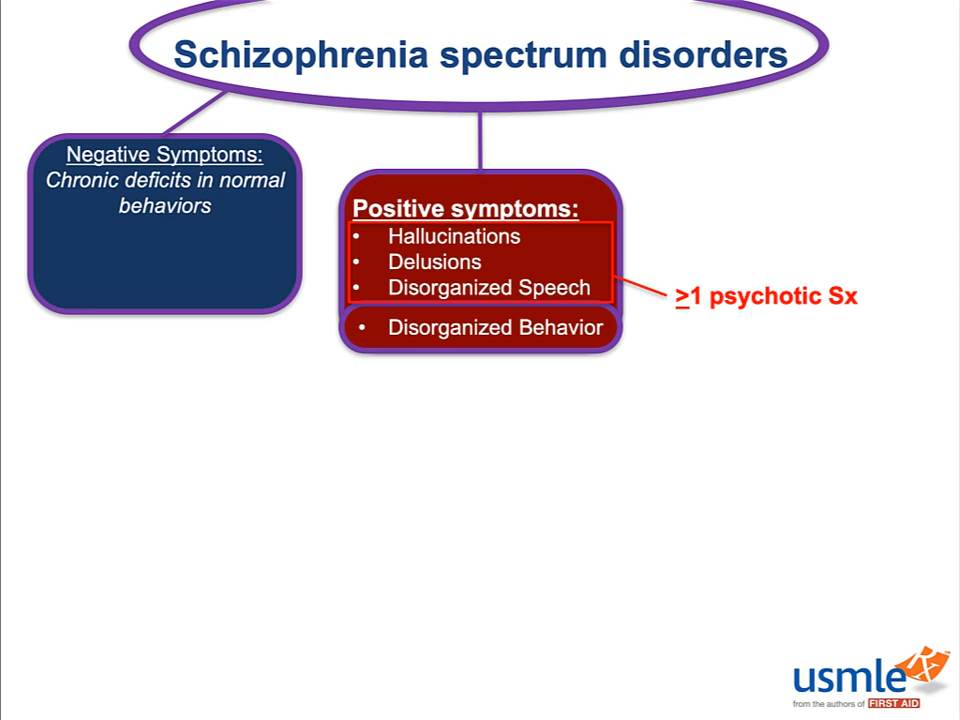 Schizophrenia spectrum disorders
Negative Symptoms:
Chronic deficits in normal
behaviors
Positive symptoms:
• Hallucinations
• Delusions
• Disorganized Speech
• Disorganized Behavior
≥1 psychotic Sx
usmle Rx™
from the authors of FIRST AID